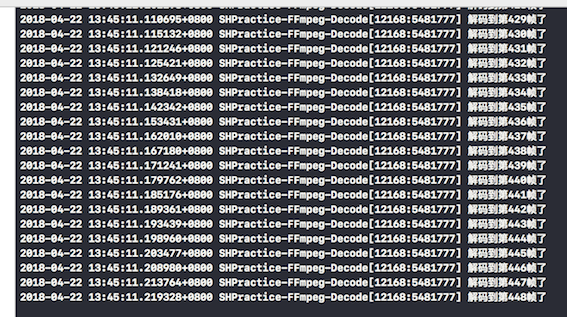 2018-04-22 13:45:11.110695+0800 SHPractice-FFmpeg-Decode[12168:5481777] 解码到第429帧了
2018-04-22 13:45:11.115132+0800 SHPractice-FFmpeg-Decode[12168:5481777] 解码到第430帧了
2018-04-22 13:45:11.121246+0800 SHPractice-FFmpeg-Decode[12168:5481777] 解码到第431帧了
2018-04-22 13:45:11.125421+0800 SHPractice-FFmpeg-Decode[12168:5481777] 解码到第432帧了
2018-04-22 13:45:11.132649+0800 SHPractice-FFmpeg-Decode[12168:5481777] 解码到第433帧了
2018-04-22 13:45:11.138418+0800 SHPractice-FFmpeg-Decode[12168:5481777] 解码到第434帧了
2018-04-22 13:45:11.142342+0800 SHPractice-FFmpeg-Decode[12168:5481777] 解码到第435帧了
2018-04-22 13:45:11.153431+0800 SHPractice-FFmpeg-Decode[12168:5481777] 解码到第436帧了
2018-04-22 13:45:11.162010+0800 SHPractice-FFmpeg-Decode[12168:5481777] 解码到第437帧了
2018-04-22 13:45:11.167180+0800 SHPractice-FFmpeg-Decode[12168:5481777] 解码到第438帧了
2018-04-22 13:45:11.171241+0800 SHPractice-FFmpeg-Decode[12168:5481777] 解码到第439帧了
2018-04-22 13:45:11.179762+0800 SHPractice-FFmpeg-Decode[12168:5481777] 解码到第440帧了
2018-04-22 13:45:11.185176+0800 SHPractice-FFmpeg-Decode[12168:5481777] 解码到第441帧了
2018-04-22 13:45:11.189361+0800 SHPractice-FFmpeg-Decode[12168:5481777] 解码到第442帧了
2018-04-22 13:45:11.193439+0800 SHPractice-FFmpeg-Decode[12168:5481777] 解码到第443帧了
2018-04-22 13:45:11.198960+0800 SHPractice-FFmpeg-Decode[12168:5481777] 解码到第444帧了
2018-04-22 13:45:11.203477+0800 SHPractice-FFmpeg-Decode[12168:5481777] 解码到第445帧了
2018-04-22 13:45:11.208980+0800 SHPractice-FFmpeg-Decode[12168:5481777] 解码到第446帧了
2018-04-22 13:45:11.213764+0800 SHPractice-FFmpeg-Decode[12168:5481777] 解码到第447帧了
2018-04-22 13:45:11.219328+0800 SHPractice-FFmpeg-Decode[12168:5481777] 解码到第448帧了